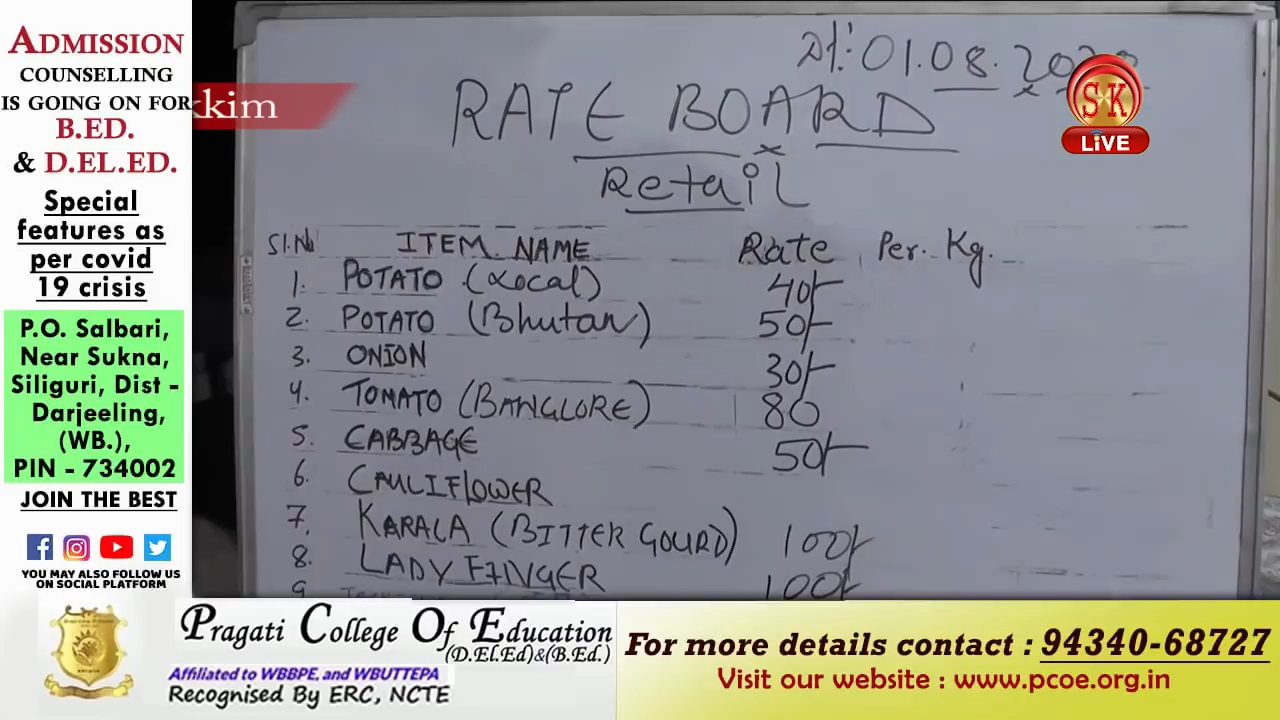 ADMISSION
COUNSELLING
IS GOING ON FOR
B.ED.
& D.EL.ED.
Special
features as
per covid
19 crisis
P.O. Salbari,
Near Sukna,
Siliguri, Dist -
Darjeeling,
(WB.),
PIN - 734002
JOIN THE BEST
YOU MAY ALSO FOLLOW US
ON SOCIAL PLATFORM
kkim
01.08.
SK
LIVE
RATE BOARD
Retail
Sl.No ITEM NAME Rate Per. Kg.
1. POTATO (Local) 40/-
2. POTATO (Bhutan) 50/-
3. ONION 30/-
4. TOMATO (BANGLORE) 80
5. CABBAGE 50/-
6. CAULIFLOWER
7. KARALA (BITTER GOURD) 100/-
8. LADY FINGER 100/-
9
Pragati College Of Education
(D.El.Ed)&(B.Ed.)
Affiliated to WBBPE, and WBUTTEPA
Recognised By ERC, NCTE
For more details contact : 94340-68727
Visit our website : www.pcoe.org.in